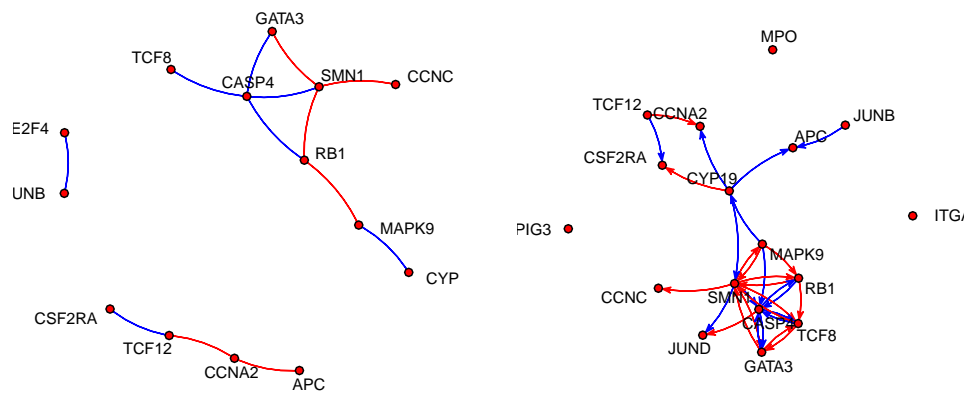 GATA3
TCF8
CASP4
SMN1
CCNC
E2F4
RB1
UNB
MAPK9
CYP
CSF2RA
TCF12
CCNA2
APC
MPO
TCF12
CCNA2
JUNB
APC
CSF2RA
CYP19
PIG3
ITGA
MAPK9
CCNC
SMN1
RB1
CASP4
TCF8
JUND
GATA3